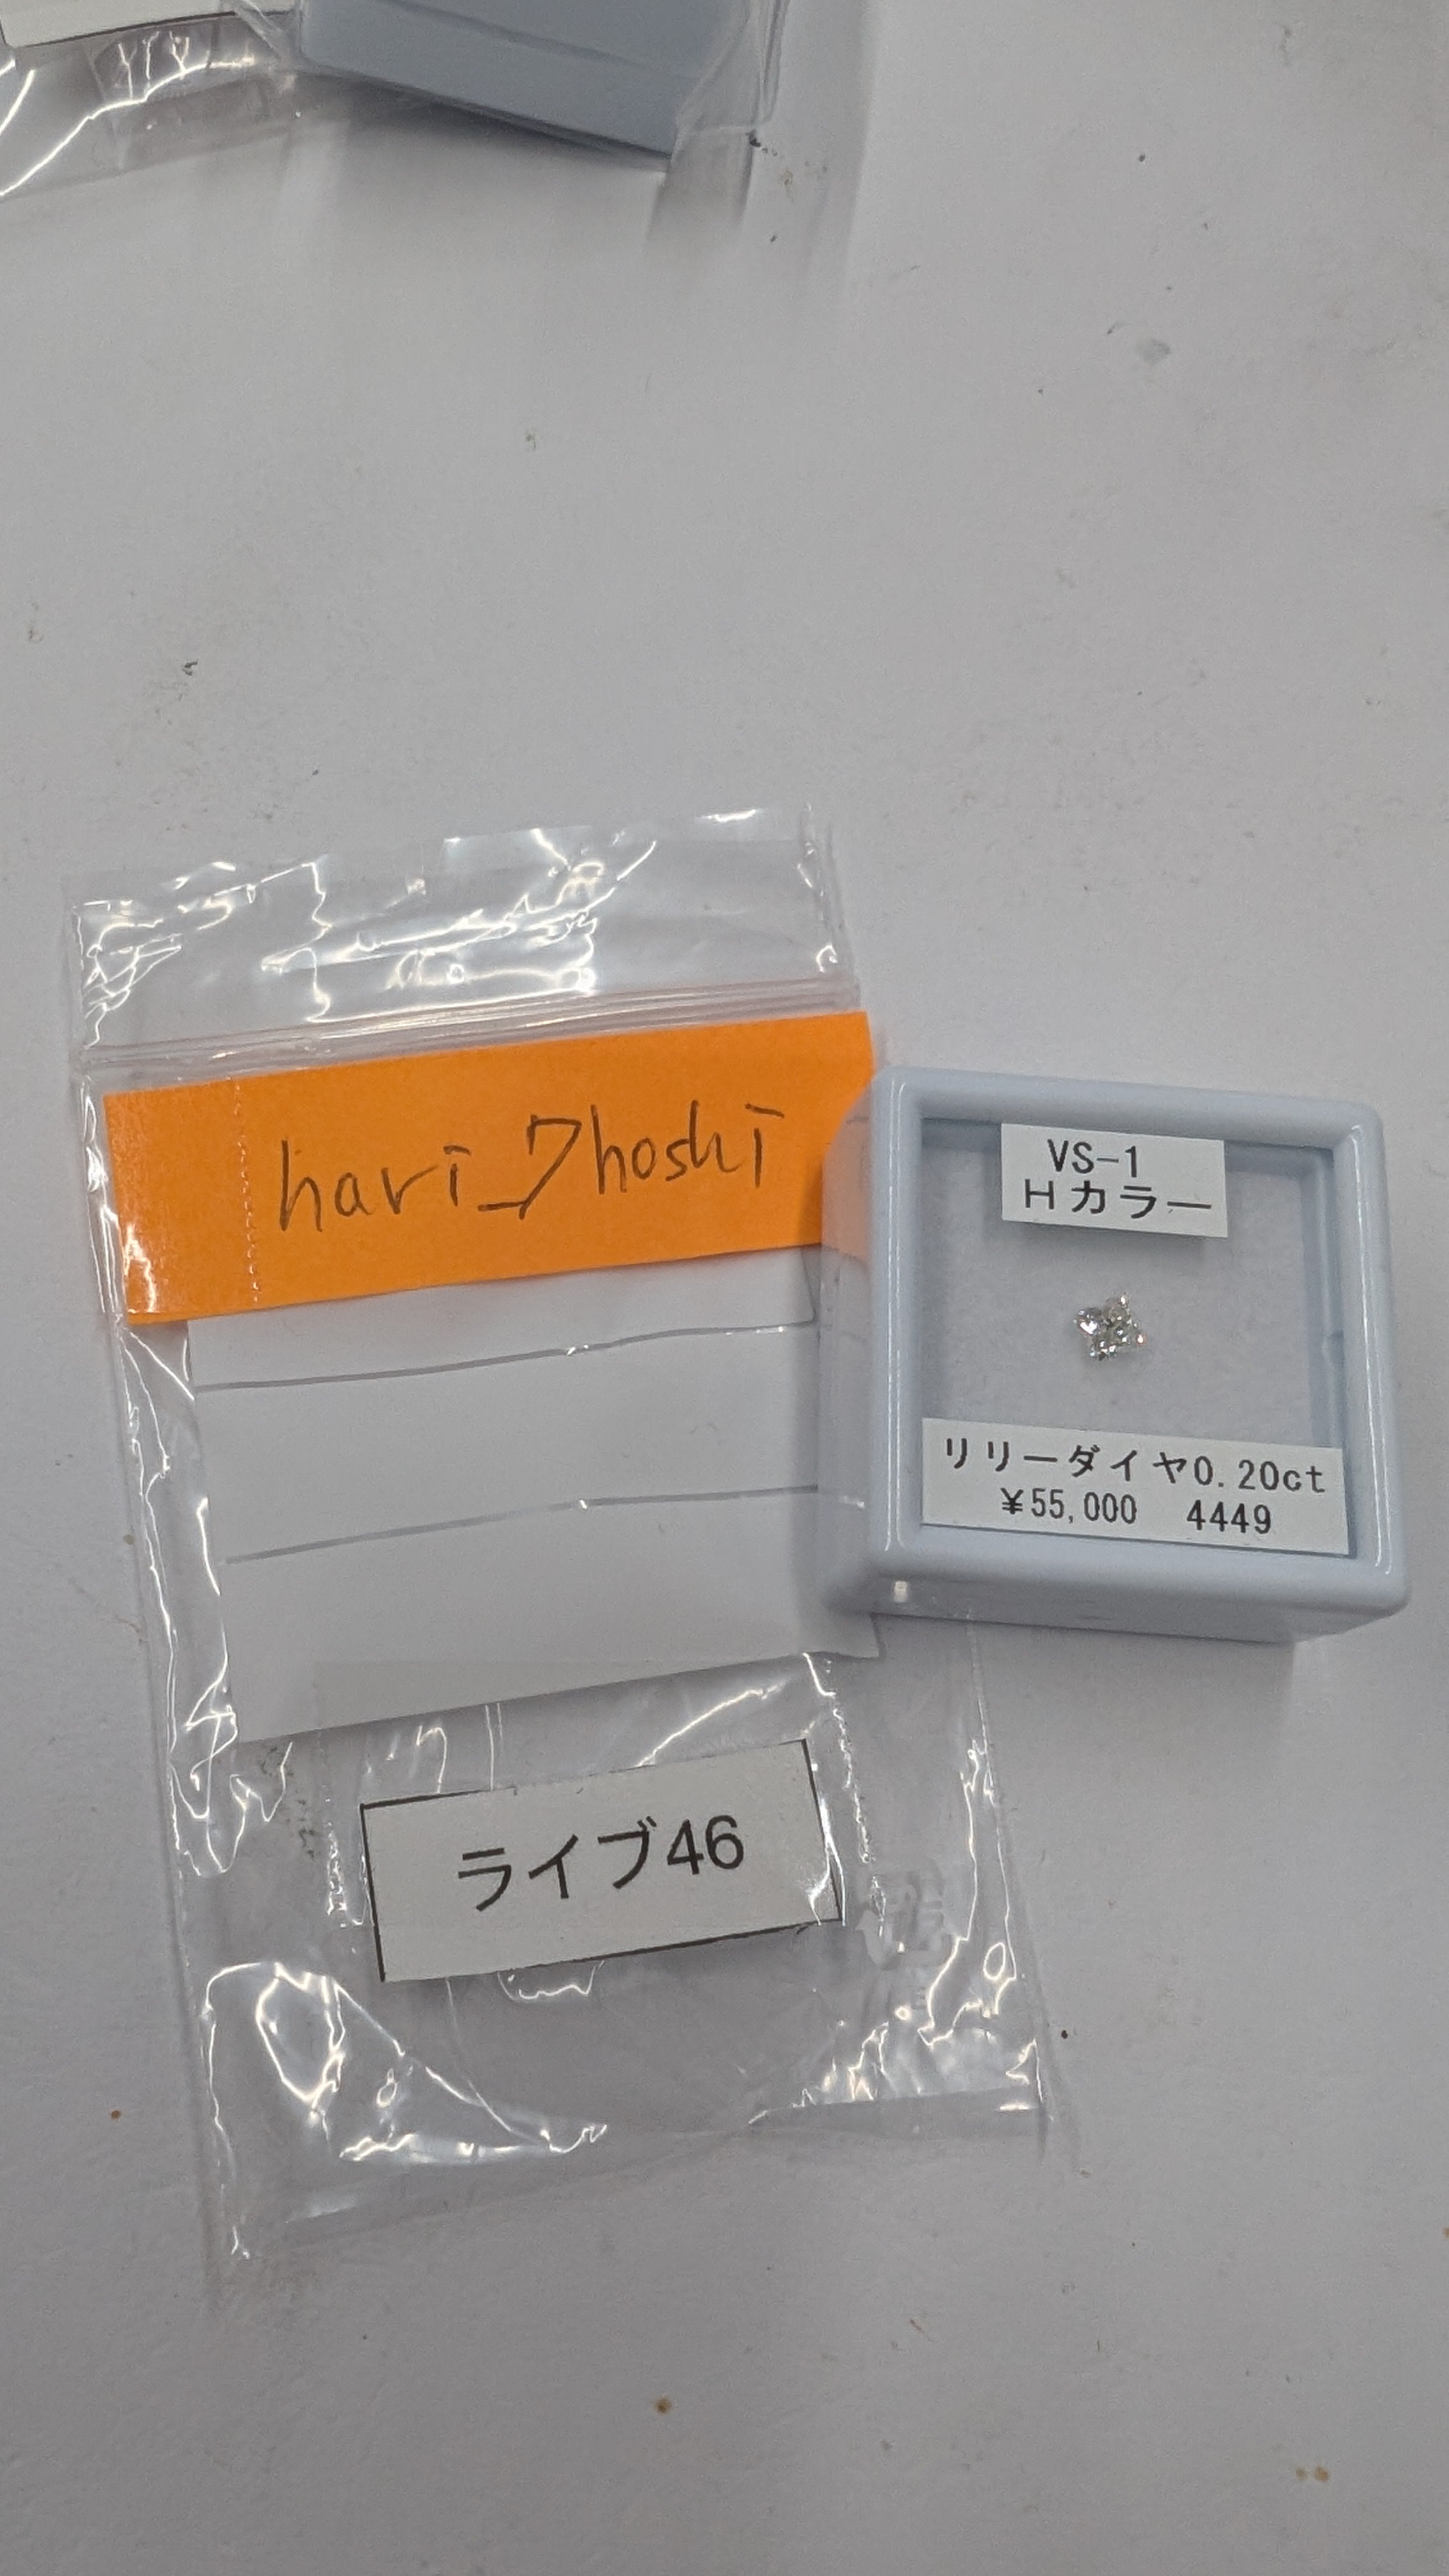 hari_7hoshi
VS-1
Hカラー
リリーダイヤ0.20ct
¥55,000 4449
ライブ46